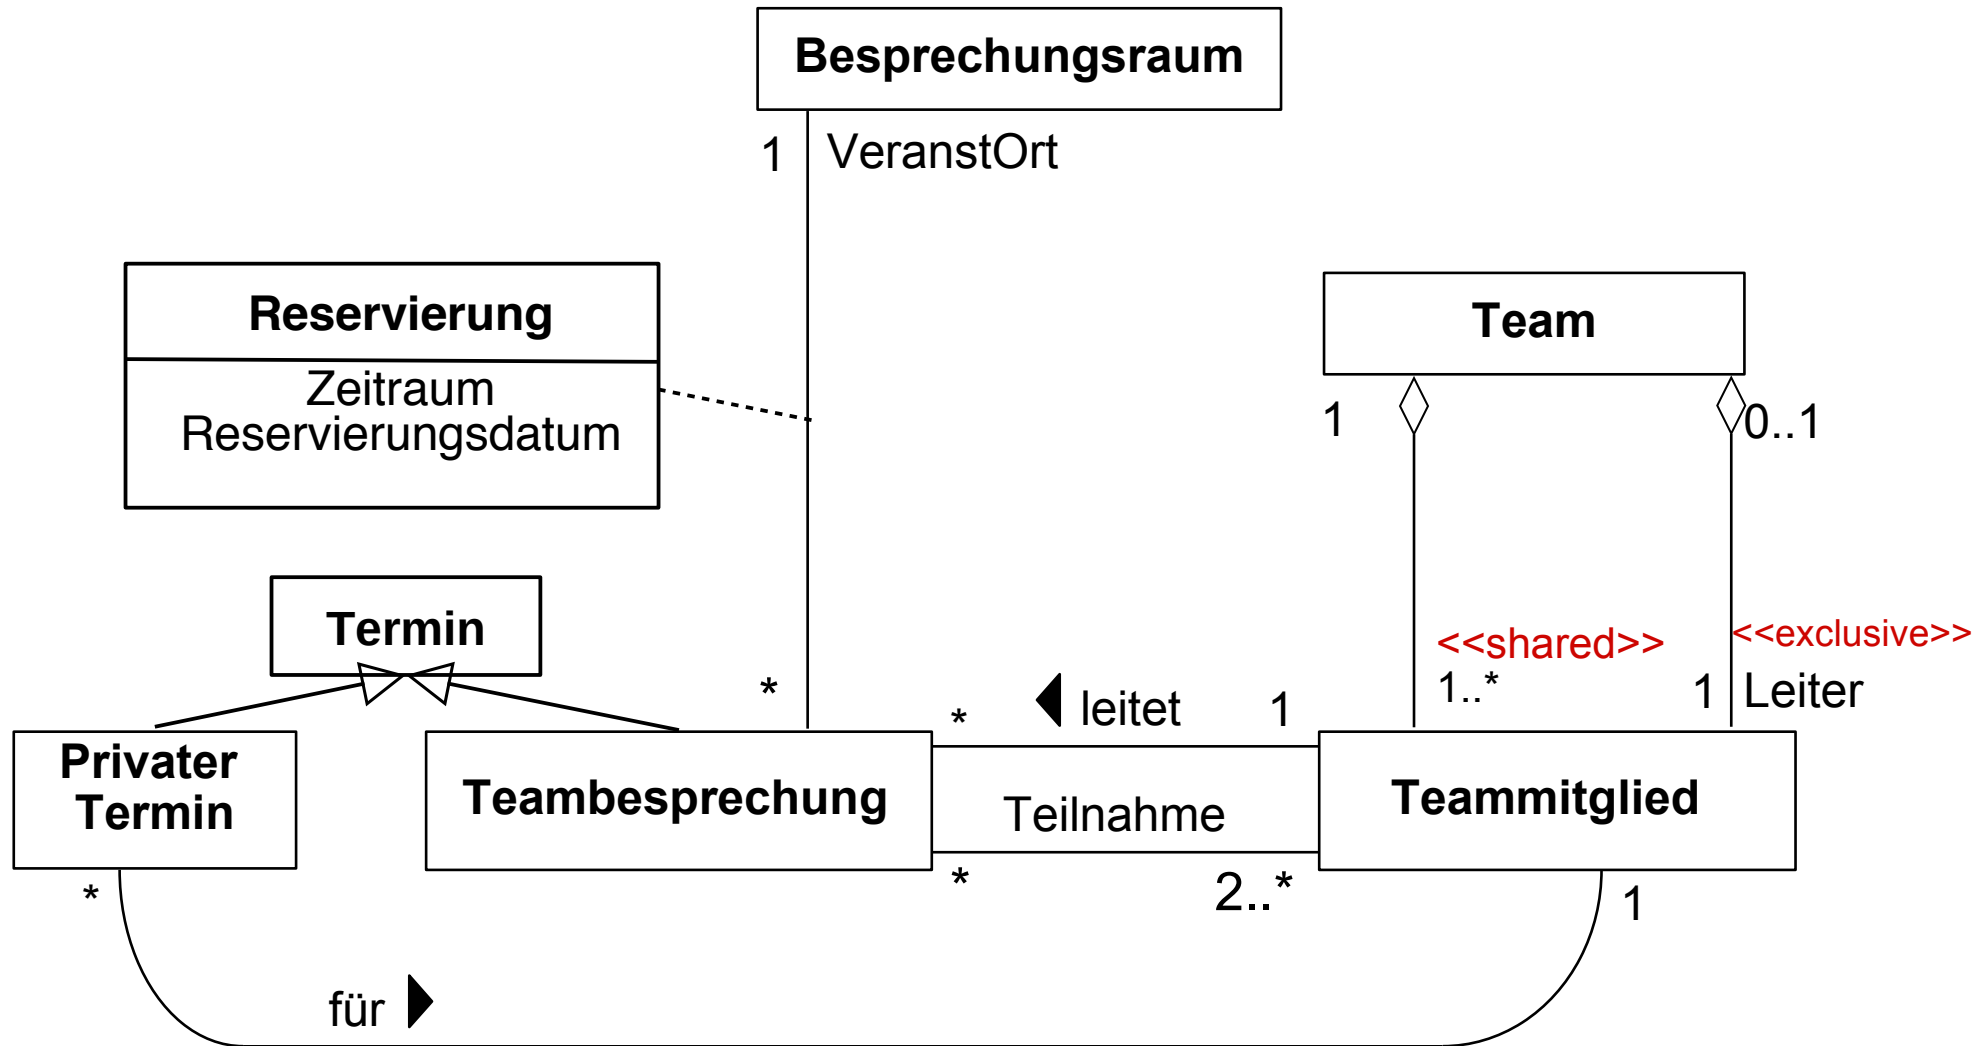 Besprechungsraum
1 VeranstOrt
Reservierung
Zeitraum
Reservierungsdatum
Team
1
0..1
Termin
<<shared>>
<<exclusive>>
1..*
1 Leiter
*
* leitet 1
Privater
Termin
Teambesprechung
Teilnahme
Teammitglied
*
* 2..*
1
für